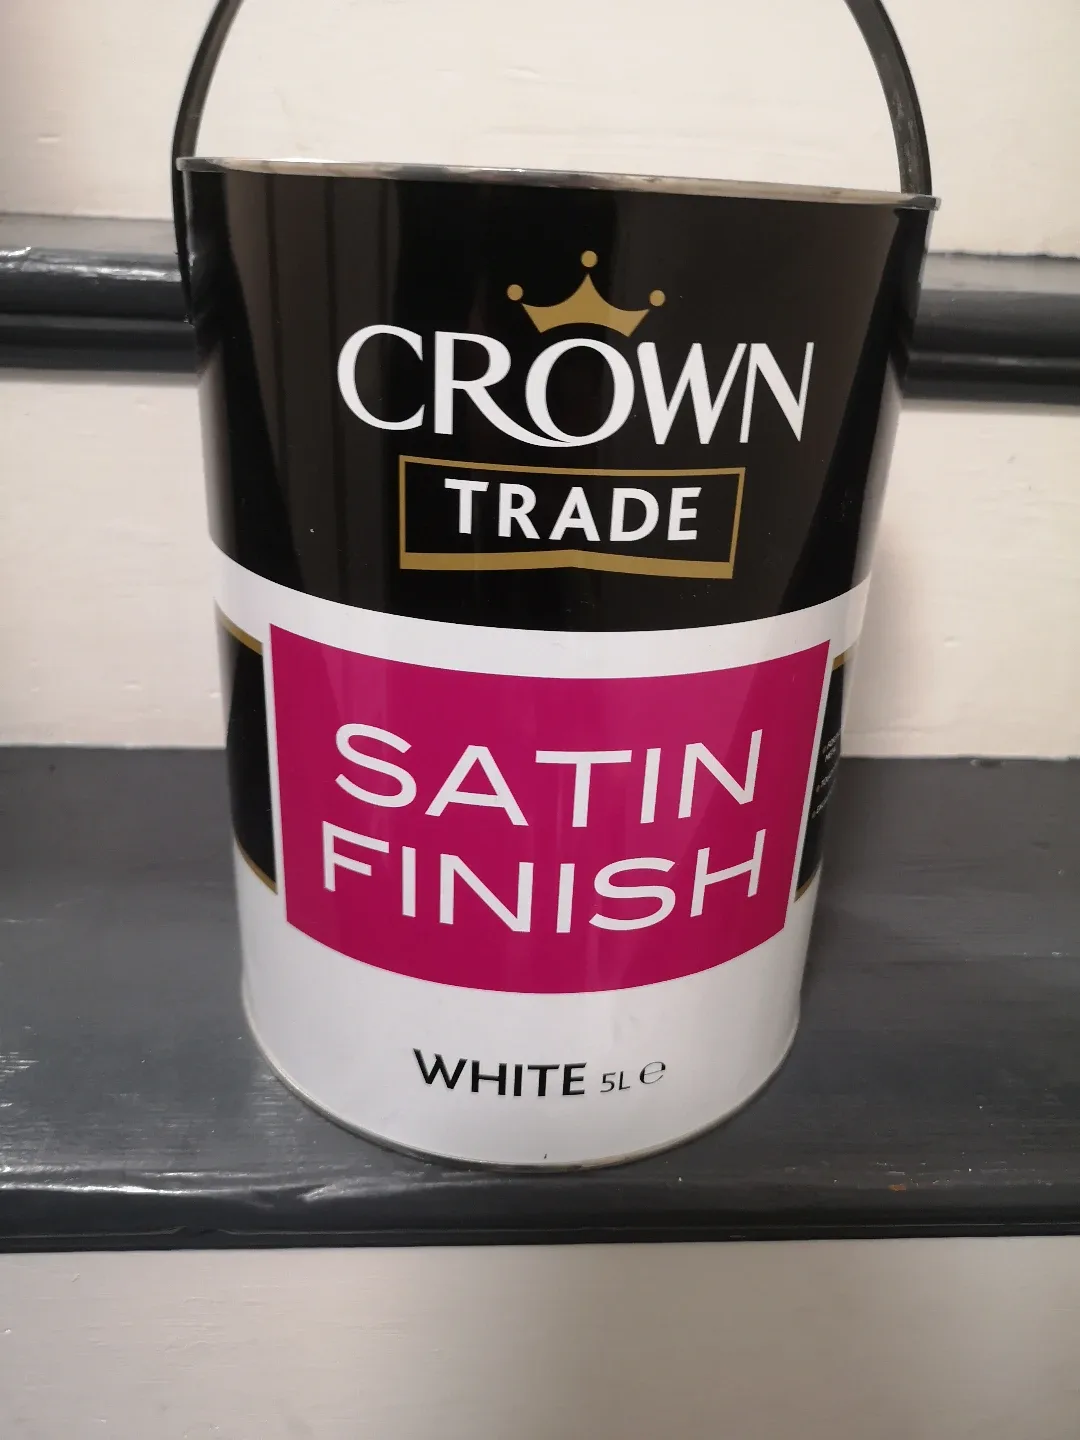 CROWN
TRADE
SATIN
FINISH
WHITE 5L ℮